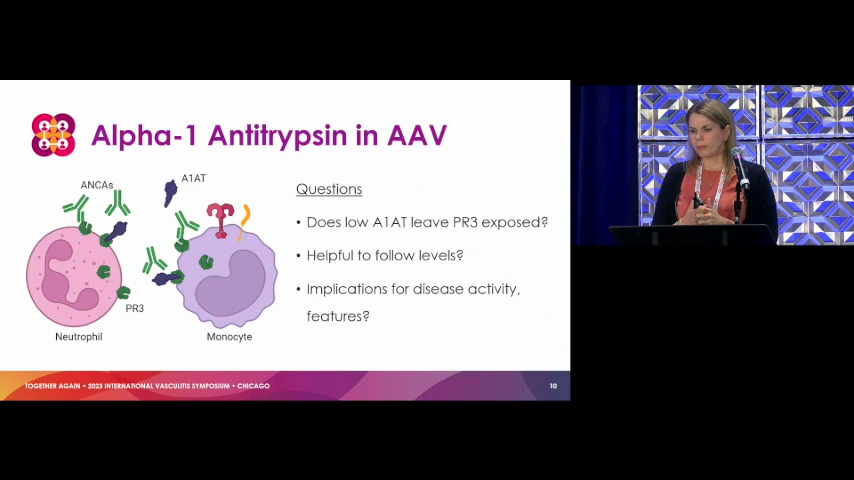 Alpha-1 Antitrypsin in AAV
ANCAs
A1AT
PR3
Neutrophil
Monocyte
Questions
• Does low A1AT leave PR3 exposed?
• Helpful to follow levels?
• Implications for disease activity,
features?
TOGETHER AGAIN • 2023 INTERNATIONAL VASCULITIS SYMPOSIUM • CHICAGO
10